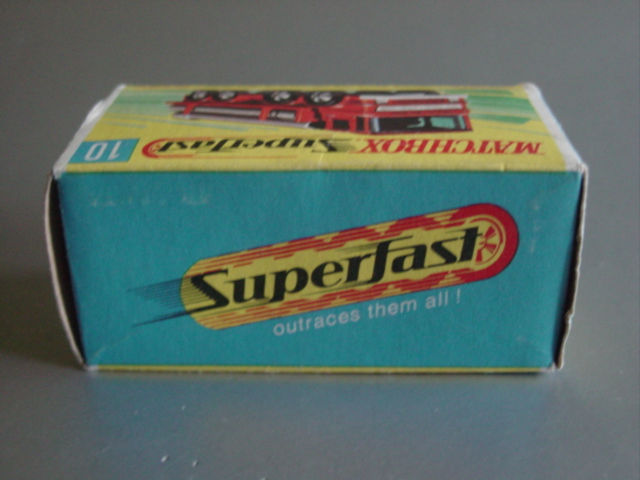 10
MATCHBOX Superfast
Superfast
outraces them all !